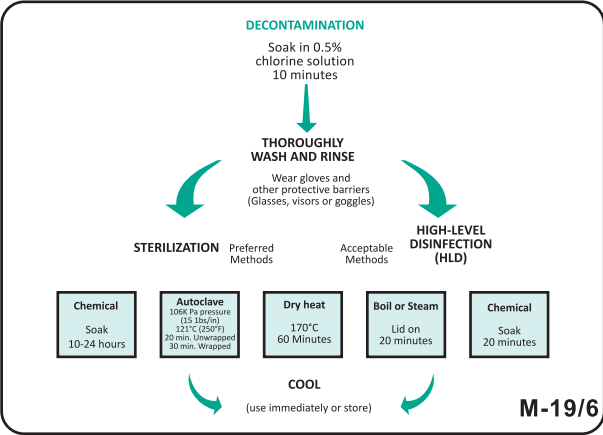 DECONTAMINATION
Soak in 0.5%
chlorine solution
10 minutes
THOROUGHLY
WASH AND RINSE
Wear gloves and
other protective barriers
(Glasses, visors or goggles)
STERILIZATION
Preferred
Methods
Acceptable
Methods
HIGH-LEVEL
DISINFECTION
(HLD)
Chemical
Soak
10-24 hours
Autoclave
106K Pa pressure
(15 1bs/in)
121°C (250°F)
20 min. Unwrapped
30 min. Wrapped
Dry heat
170°C
60 Minutes
Boil or Steam
Lid on
20 minutes
Chemical
Soak
20 minutes
COOL
(use immediately or store)
M-19/6